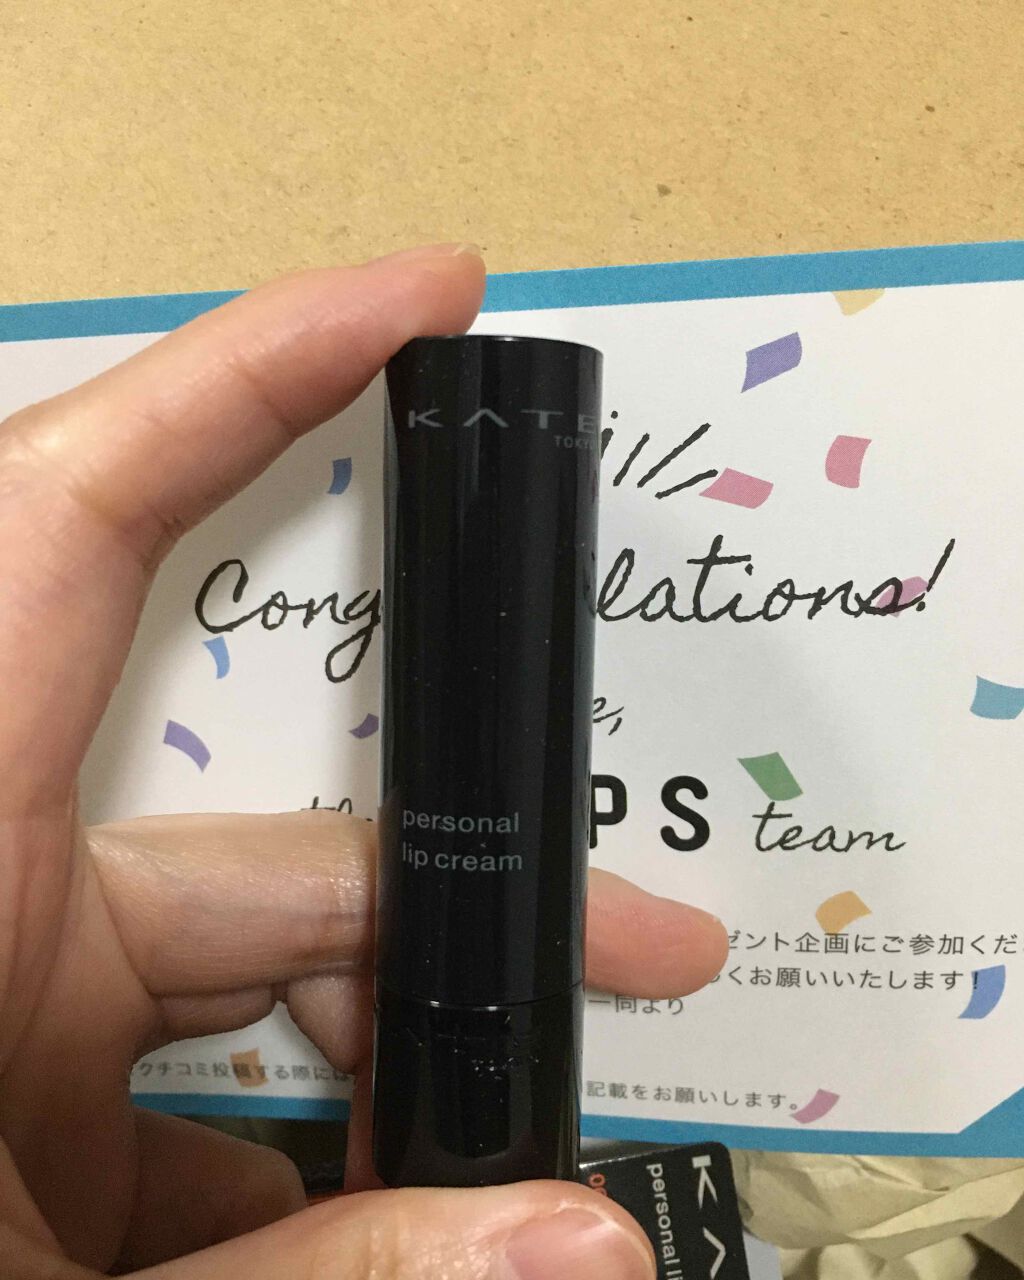 KATE
TOKYO
personal
lip cream
Cong lations!
e,
PS team
ゼント企画にご参加くだ
くお願いいたします！
一同より
クチコミ投稿する際には
記載をお願いします。
KA
personal li